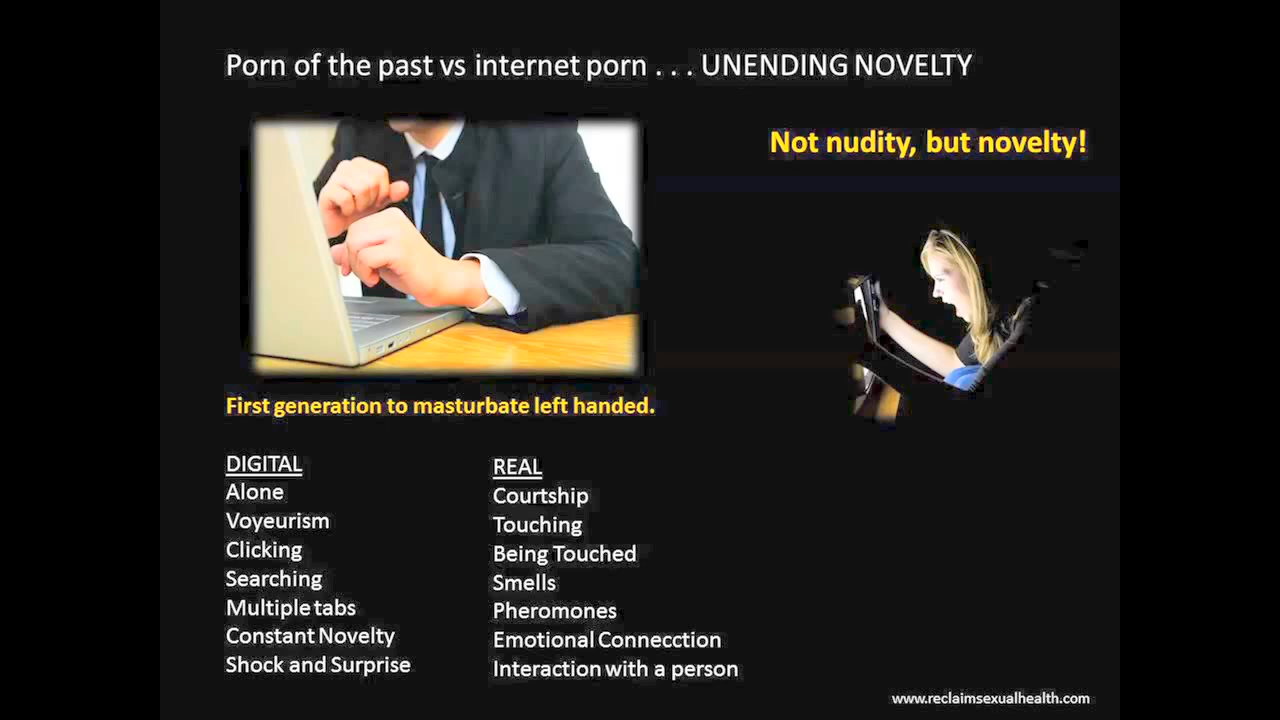 Porn of the past vs internet porn . . . UNENDING NOVELTY
Not nudity, but novelty!
First generation to masturbate left handed.
DIGITAL
Alone
Voyeurism
Clicking
Searching
Multiple tabs
Constant Novelty
Shock and Surprise
REAL
Courtship
Touching
Being Touched
Smells
Pheromones
Emotional Connecction
Interaction with a person
www.reclaimsexualhealth.com